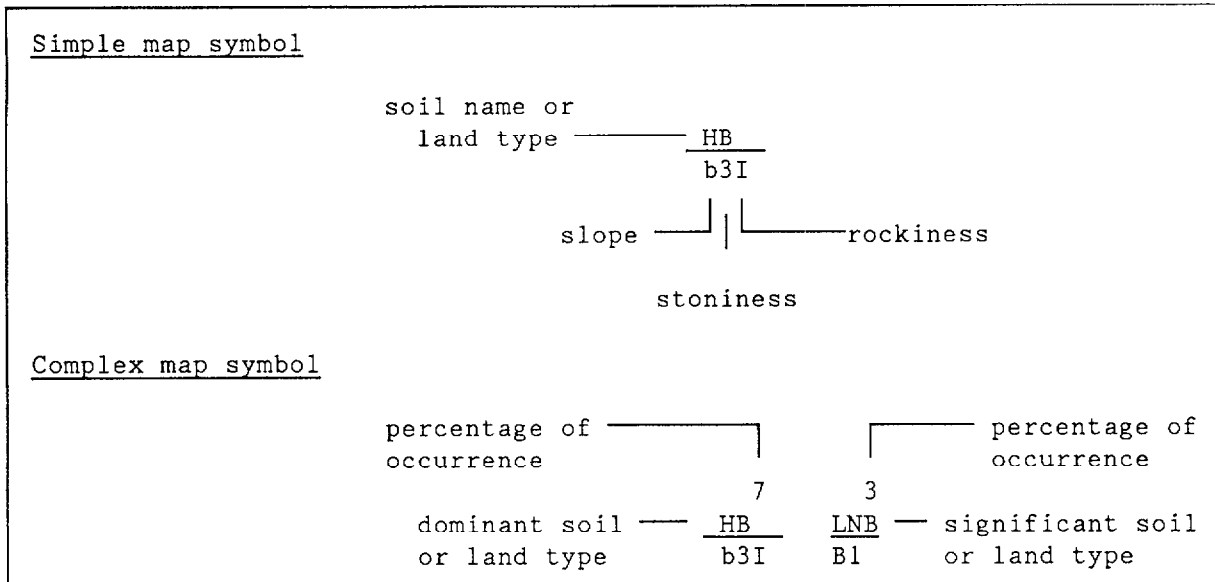 Simple map symbol
soil name or
land type HB
b3I
slope rockiness
stoniness
Complex map symbol
percentage of percentage of
occurrence occurrence
7 3
dominant soil HB LNB significant soil
or land type b3I B1 or land type